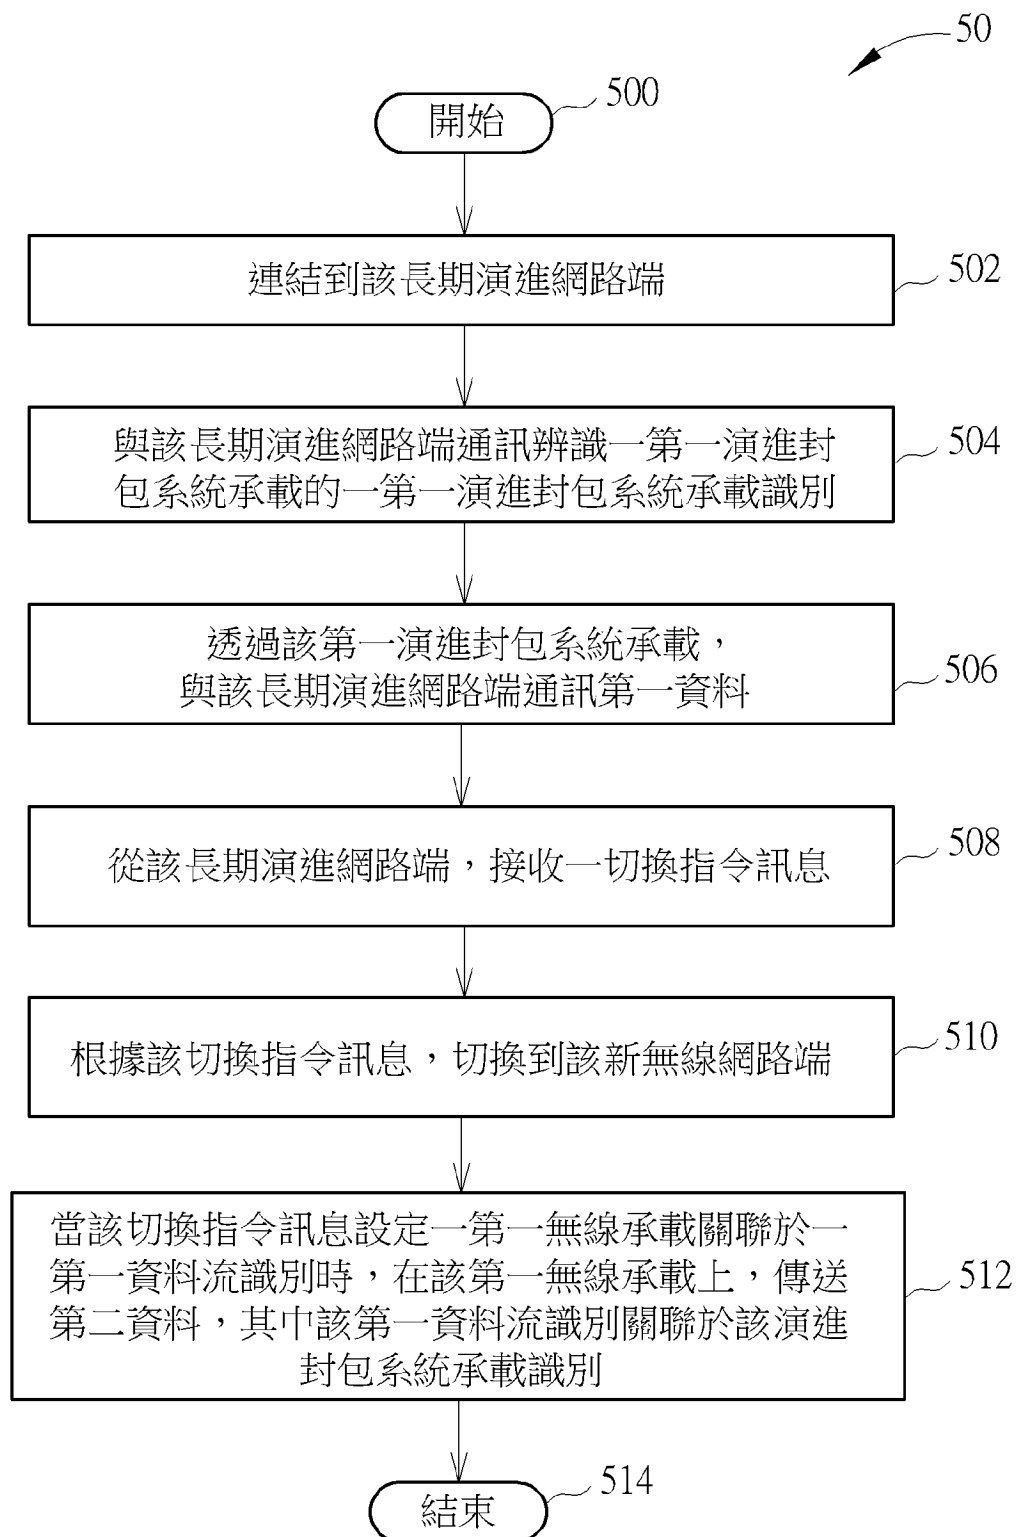 50
開始
500
連結到該長期演進網路端
502
與該長期演進網路端通訊辨識一第一演進封
包系統承載的一第一演進封包系統承載識別
504
透過該第一演進封包系統承載，
與該長期演進網路端通訊第一資料
506
從該長期演進網路端，接收一切換指令訊息
508
根據該切換指令訊息，切換到該新無線網路端
510
當該切換指令訊息設定一第一無線承載關聯於一
第一資料流識別時，在該第一無線承載上，傳送
第二資料，其中該第一資料流識別關聯於該演進
封包系統承載識別
512
結束
514